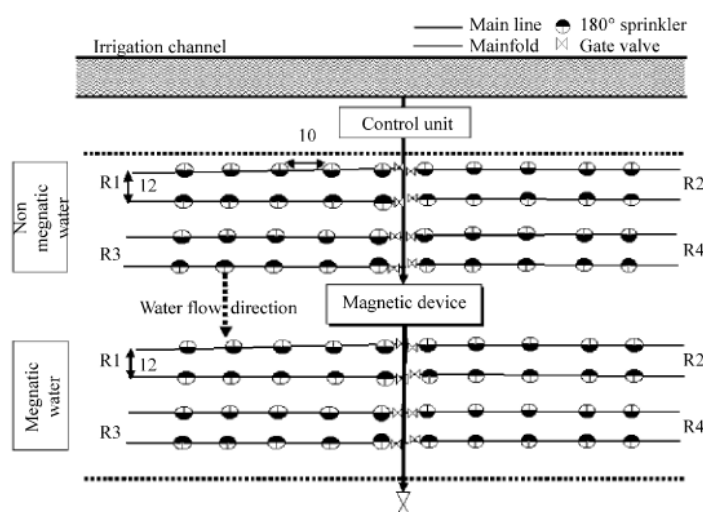 Main line
180° sprinkler
Mainfold
Gate valve
Irrigation channel
Control unit
10
R1
12
R2
Non
megnatic
water
R3
R4
Water flow direction
Magnetic device
R1
12
R2
Megnatic
water
R3
R4